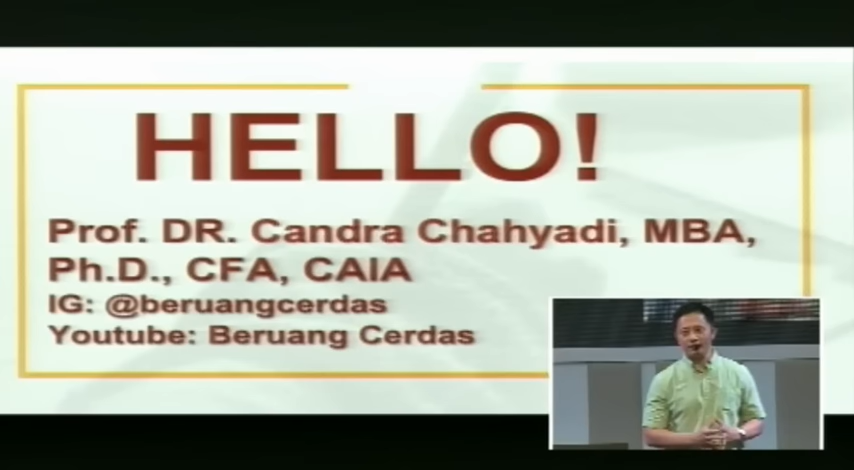 HELLO!
Prof. DR. Candra Chahyadi, MBA,
Ph.D., CFA, CAIA
IG: @beruangcerdas
Youtube: Beruang Cerdas